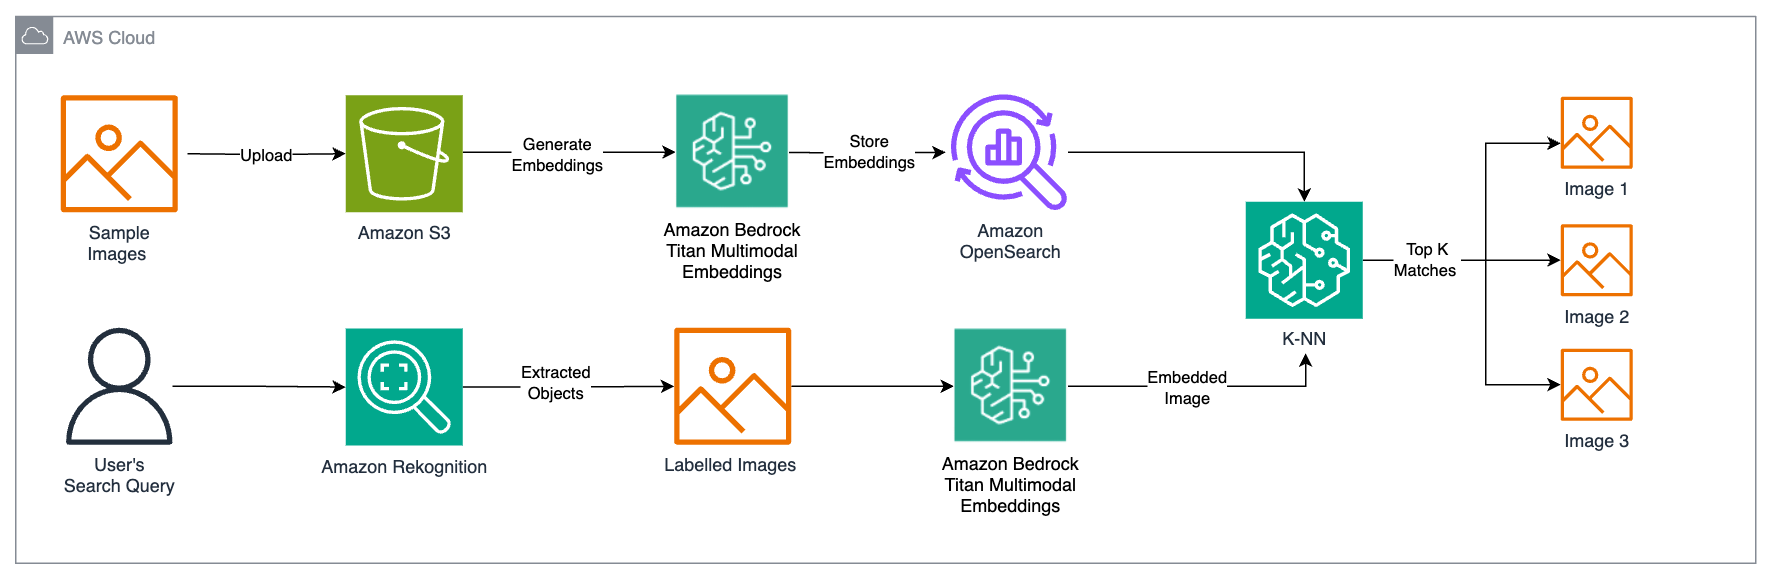 AWS Cloud
Upload
Generate
Embeddings
Store
Embeddings
Sample
Images
Amazon S3
Amazon Bedrock
Titan Multimodal
Embeddings
Amazon
OpenSearch
K-NN
Top K
Matches
Image 1
Image 2
Image 3
User's
Search Query
Amazon Rekognition
Extracted
Objects
Labelled Images
Amazon Bedrock
Titan Multimodal
Embeddings
Embedded
Image